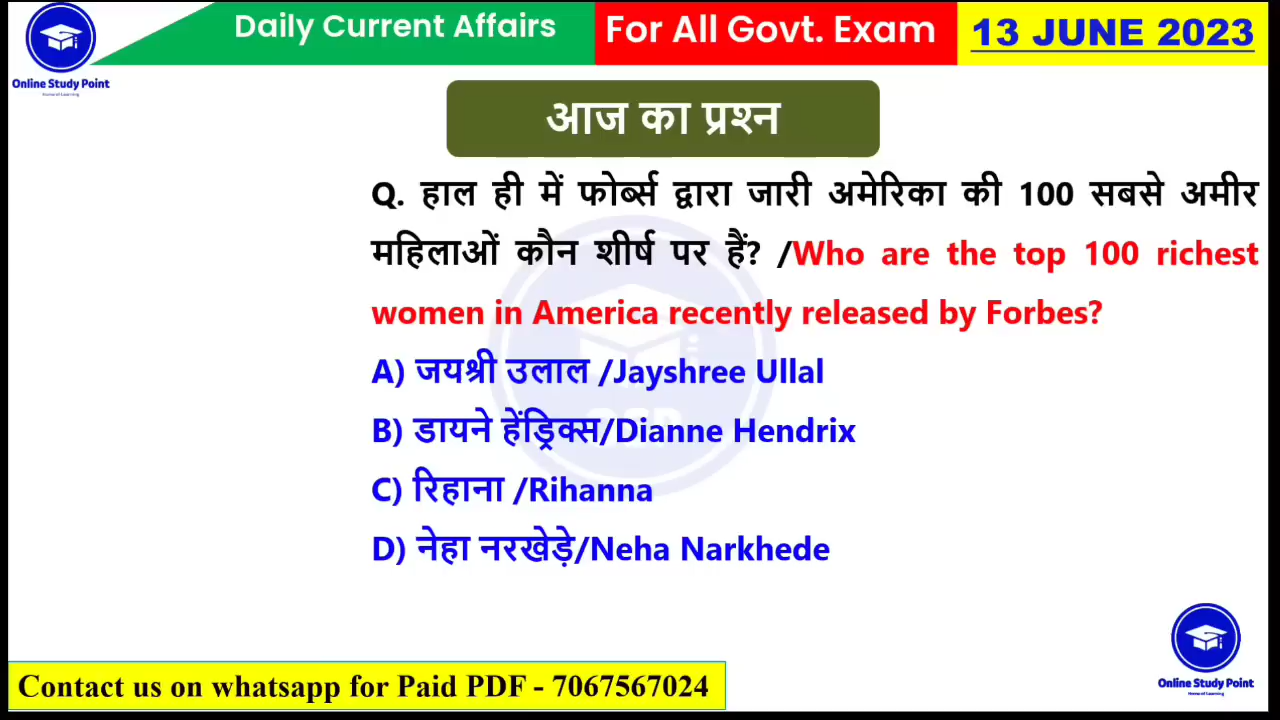 Daily Current Affairs
For All Govt. Exam
13 JUNE 2023
Online Study Point
आज का प्रश्न
Q. हाल ही में फोर्ब्स द्वारा जारी अमेरिका की 100 सबसे अमीर
महिलाओं कौन शीर्ष पर हैं? /Who are the top 100 richest
women in America recently released by Forbes?
A) जयश्री उलाल /Jayshree Ullal
B) डायने हेंड्रिक्स/Dianne Hendrix
C) रिहाना /Rihanna
D) नेहा नरखेड़े/Neha Narkhede
Contact us on whatsapp for Paid PDF - 7067567024
Online Study Point